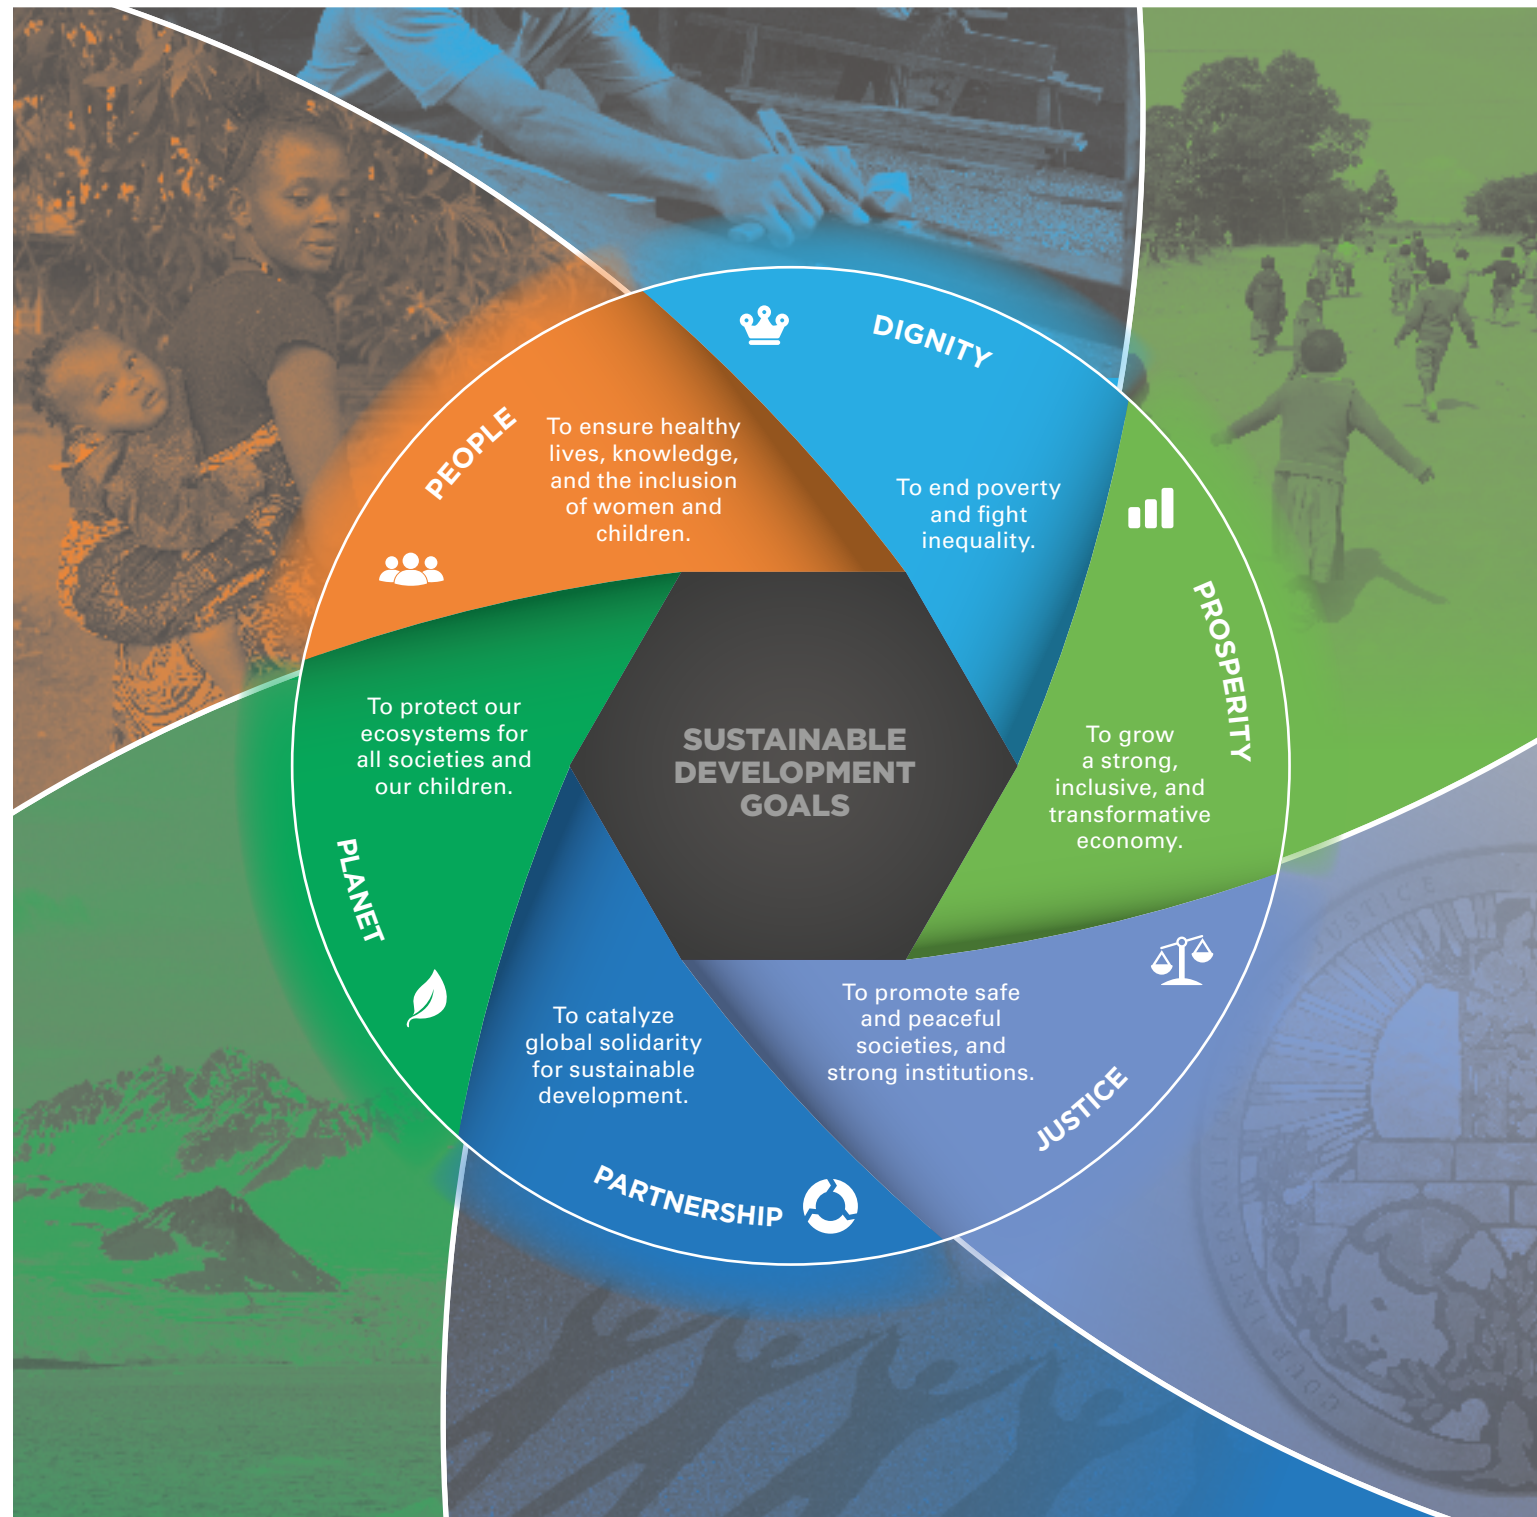 DIGNITY
To end poverty
and fight
inequality.
PROSPERITY
To grow
a strong,
inclusive, and
transformative
economy.
JUSTICE
To promote safe
and peaceful
societies, and
strong institutions.
PARTNERSHIP
To catalyze
global solidarity
for sustainable
development.
PLANET
To protect our
ecosystems for
all societies and
our children.
PEOPLE
To ensure healthy
lives, knowledge,
and the inclusion
of women and
children.
SUSTAINABLE
DEVELOPMENT
GOALS